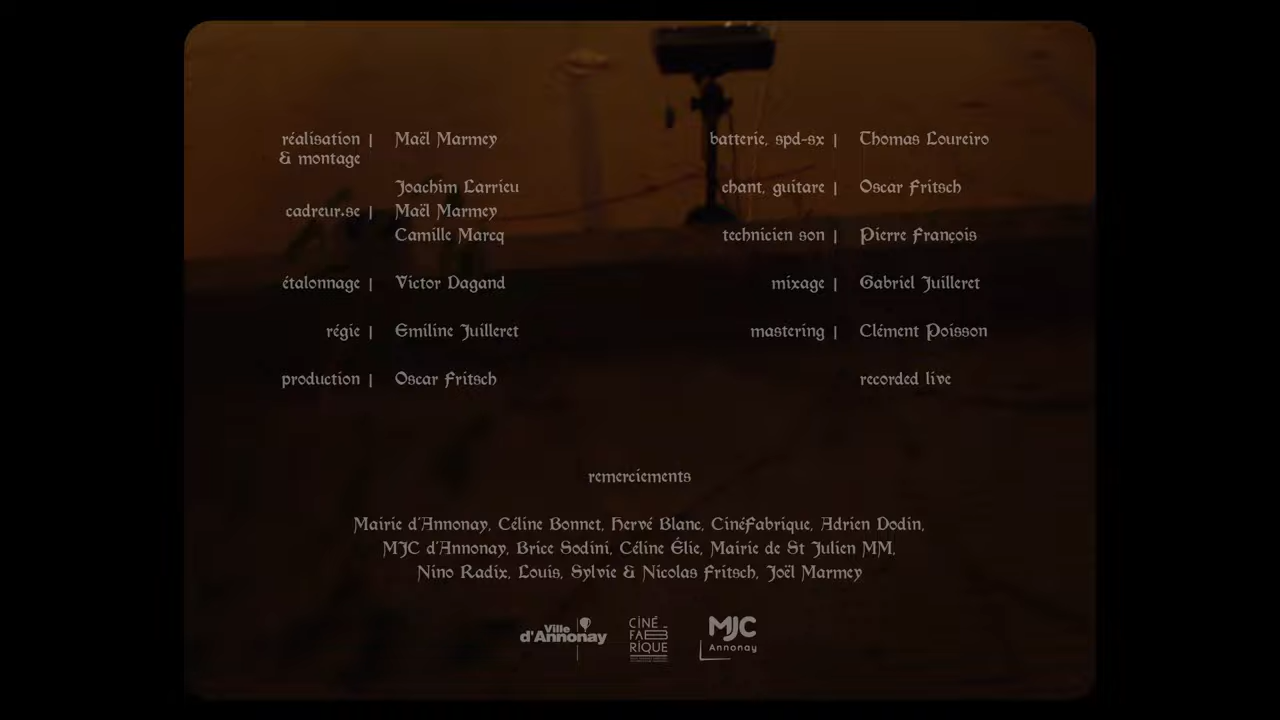 réalisation | Maël Marmey
& montage
Joachim Larrieu
cadreur.se | Maël Marmey
Camille Marcq
étalonnage | Victor Dagand
régie | Emiline Juilleret
production | Oscar Fritsch
batterie, spd-sx | Thomas Loureiro
chant, guitare | Oscar Fritsch
technicien son | Pierre François
mixage | Gabriel Juilleret
mastering | Clément Poisson
recorded live
remerciements
Mairie d'Annonay, Céline Bonnet, Hervé Blanc, CinéFabrique, Adrien Dodin,
MJC d'Annonay, Brice Sodini, Céline Élie, Mairie de St Julien MM,
Nino Radix, Louis, Sylvie & Nicolas Fritsch, Joël Marmey
Ville
d'Annonay
CINÉ
FAB
RIQUE
MJC
Annonay